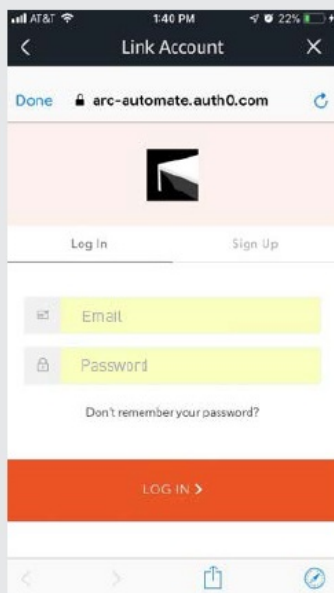 AT&T 1:40 PM 22%
Link Account
Done arc-automate.auth0.com
Log In Sign Up
Email
Password
Don't remember your password?
LOG IN >